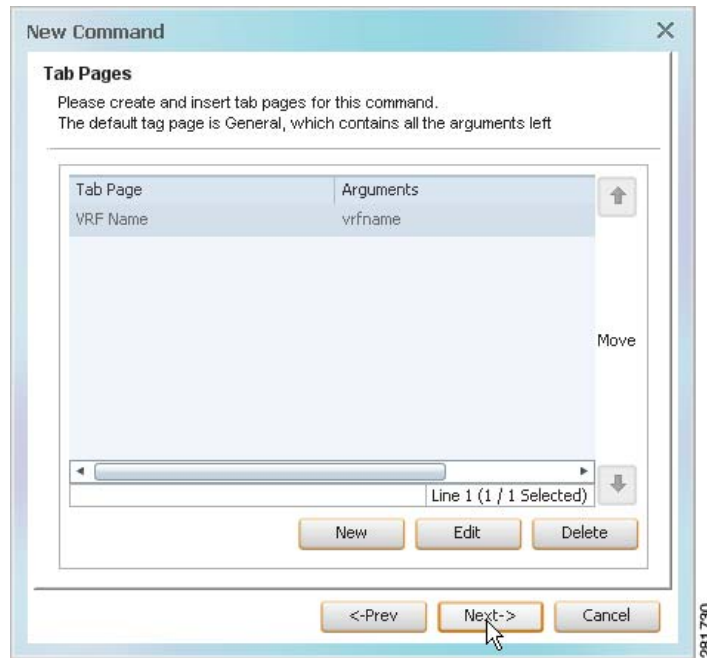 New Command
Tab Pages
Please create and insert tab pages for this command.
The default tag page is General, which contains all the arguments left
Tab Page Arguments
VRF Name vrfname
Move
Line 1 (1 / 1 Selected)
New Edit Delete
<-Prev Next-> Cancel
281730